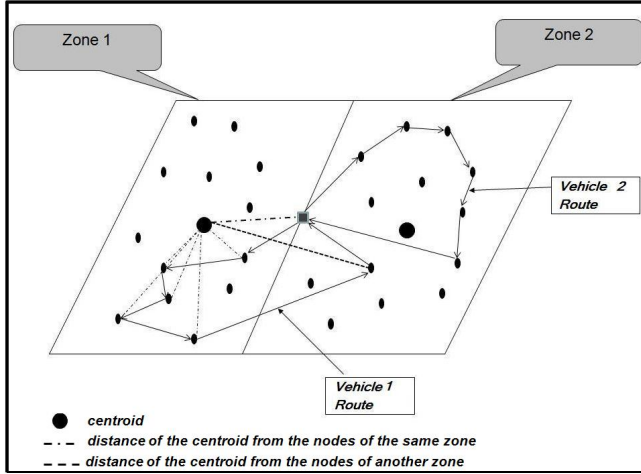 Zone 1
Zone 2
Vehicle 2
Route
Vehicle 1
Route
centroid
distance of the centroid from the nodes of the same zone
distance of the centroid from the nodes of another zone